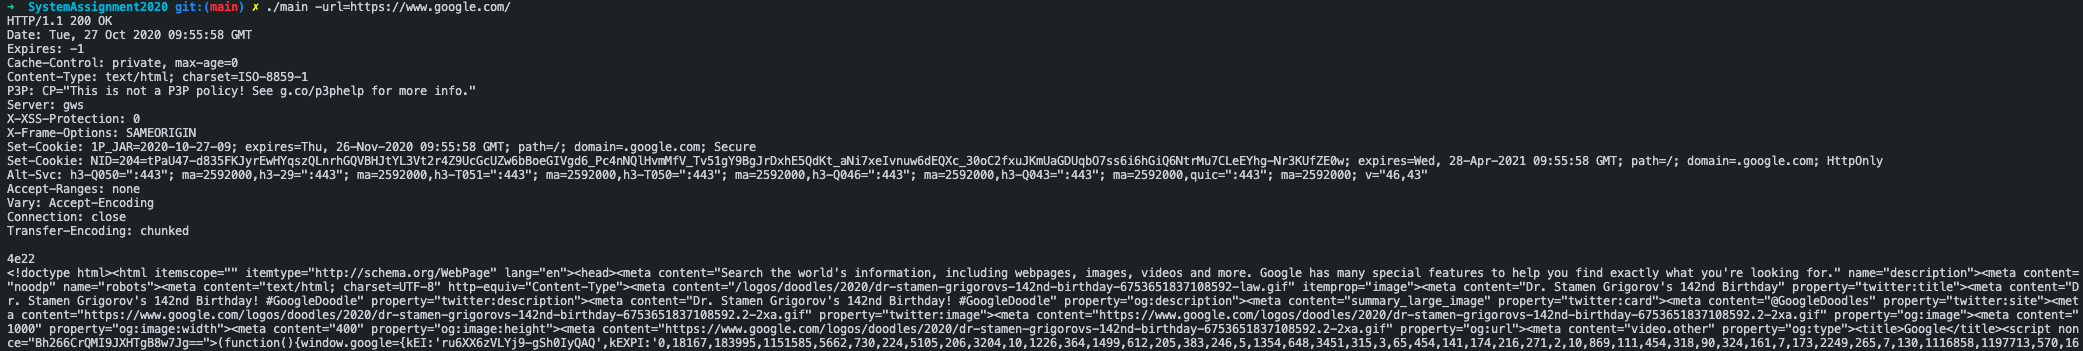 ➜  SystemAssignment2020 git:(main) ✗ ./main -url=https://www.google.com/
HTTP/1.1 200 OK
Date: Tue, 27 Oct 2020 09:55:58 GMT
Expires: -1
Cache-Control: private, max-age=0
Content-Type: text/html; charset=ISO-8859-1
P3P: CP="This is not a P3P policy! See g.co/p3phelp for more info."
Server: gws
X-XSS-Protection: 0
X-Frame-Options: SAMEORIGIN
Set-Cookie: 1P_JAR=2020-10-27-09; expires=Thu, 26-Nov-2020 09:55:58 GMT; path=/; domain=.google.com; Secure
Set-Cookie: NID=204=tPaU47-d835FKJyrEwHYqszQLnrhGQVBHJtYL3Vt2r4Z9UcGcUZw6bBoeGIVgd6_Pc4nNQlHvmMfV_Tv51gY9BgJrDxhE5QdKt_aNi7xeIvnuw6dEQXc_30oC2fxuJKmUaGDUqbO7ss6i6hGiQ6NtrMu7CLeEYhg-Nr3KUfZE0w; expires=Wed, 28-Apr-2021 09:55:58 GMT; path=/; domain=.google.com; HttpOnly
Alt-Svc: h3-Q050=":443"; ma=2592000,h3-29=":443"; ma=2592000,h3-T051=":443"; ma=2592000,h3-T050=":443"; ma=2592000,h3-Q046=":443"; ma=2592000,h3-Q043=":443"; ma=2592000,quic=":443"; ma=2592000; v="46,43"
Accept-Ranges: none
Vary: Accept-Encoding
Connection: close
Transfer-Encoding: chunked

4e22
<!doctype html><html itemscope="" itemtype="http://schema.org/WebPage" lang="en"><head><meta content="Search the world's information, including webpages, images, videos and more. Google has many special features to help you find exactly what you're looking for." name="description"><meta content=
"noodp" name="robots"><meta content="text/html; charset=UTF-8" http-equiv="Content-Type"><meta content="/logos/doodles/2020/dr-stamen-grigorovs-142nd-birthday-6753651837108592-law.gif" itemprop="image"><meta content="Dr. Stamen Grigorov's 142nd Birthday" property="twitter:title"><meta content="D
r. Stamen Grigorov's 142nd Birthday! #GoogleDoodle" property="twitter:description"><meta content="Dr. Stamen Grigorov's 142nd Birthday! #GoogleDoodle" property="og:description"><meta content="summary_large_image" property="twitter:card"><meta content="@GoogleDoodles" property="twitter:site"><met
a content="https://www.google.com/logos/doodles/2020/dr-stamen-grigorovs-142nd-birthday-6753651837108592.2-2xa.gif" property="twitter:image"><meta content="https://www.google.com/logos/doodles/2020/dr-stamen-grigorovs-142nd-birthday-6753651837108592.2-2xa.gif" property="og:image"><meta content="
1000" property="og:image:width"><meta content="400" property="og:image:height"><meta content="https://www.google.com/logos/doodles/2020/dr-stamen-grigorovs-142nd-birthday-6753651837108592.2-2xa.gif" property="og:url"><meta content="video.other" property="og:type"><title>Google</title><script non
ce="Bh266CrQMI9JXHTgB8w7Jg==">(function(){window.google={kEI:'ru6XX6zVLYj9-gSh0IyQAQ',kEXPI:'0,18167,183995,1151585,5662,730,224,5105,206,3204,10,1226,364,1499,612,205,383,246,5,1354,648,3451,315,3,65,454,141,174,216,271,2,10,869,111,454,318,90,324,161,7,173,2249,265,7,130,1116858,1197713,570,16